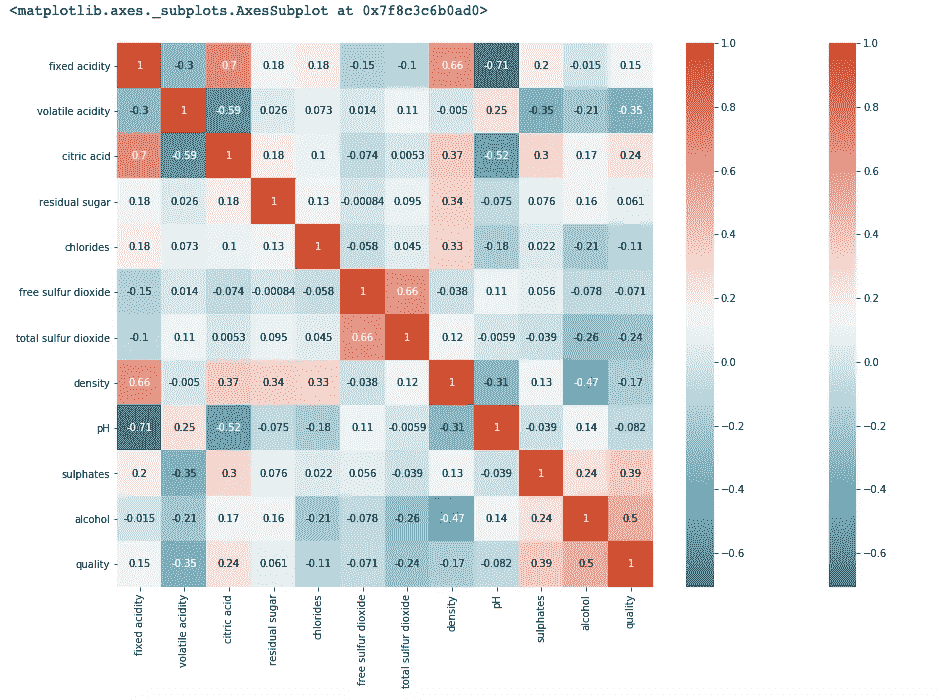 <matplotlib.axes._subplots.AxesSubplot at 0x7f8c3c6b0ad0>
fixed acidity 1 -0.3 0.7 0.18 0.18 -0.15 -0.1 0.66 -0.71 0.2 -0.015 0.15
volatile acidity -0.3 1 -0.59 0.026 0.073 0.014 0.11 -0.005 0.25 -0.35 -0.21 -0.35
citric acid 0.7 -0.59 1 0.18 0.1 -0.074 0.0053 0.37 -0.52 0.3 0.17 0.24
residual sugar 0.18 0.026 0.18 1 0.13 -0.00084 0.095 0.34 -0.075 0.076 0.16 0.061
chlorides 0.18 0.073 0.1 0.13 1 -0.058 0.045 0.33 -0.18 0.022 -0.21 -0.11
free sulfur dioxide -0.15 0.014 -0.074 -0.00084 -0.058 1 0.66 -0.038 0.11 0.056 -0.078 -0.071
total sulfur dioxide -0.1 0.11 0.0053 0.095 0.045 0.66 1 0.12 -0.0059 -0.039 -0.26 -0.24
density 0.66 -0.005 0.37 0.34 0.33 -0.038 0.12 1 -0.31 0.13 -0.47 -0.17
pH -0.71 0.25 -0.52 -0.075 -0.18 0.11 -0.0059 -0.31 1 -0.039 0.14 -0.082
sulphates 0.2 -0.35 0.3 0.076 0.022 0.056 -0.039 0.13 -0.039 1 0.24 0.39
alcohol -0.015 -0.21 0.17 0.16 -0.21 -0.078 -0.26 -0.47 0.14 0.24 1 0.5
quality 0.15 -0.35 0.24 0.061 -0.11 -0.071 -0.24 -0.17 -0.082 0.39 0.5 1
fixed acidity
volatile acidity
citric acid
residual sugar
chlorides
free sulfur dioxide
total sulfur dioxide
density
pH
sulphates
alcohol
quality
1.0
0.8
0.6
0.4
0.2
0.0
−0.2
−0.4
−0.6
1.0
0.8
0.6
0.4
0.2
0.0
−0.2
−0.4
−0.6